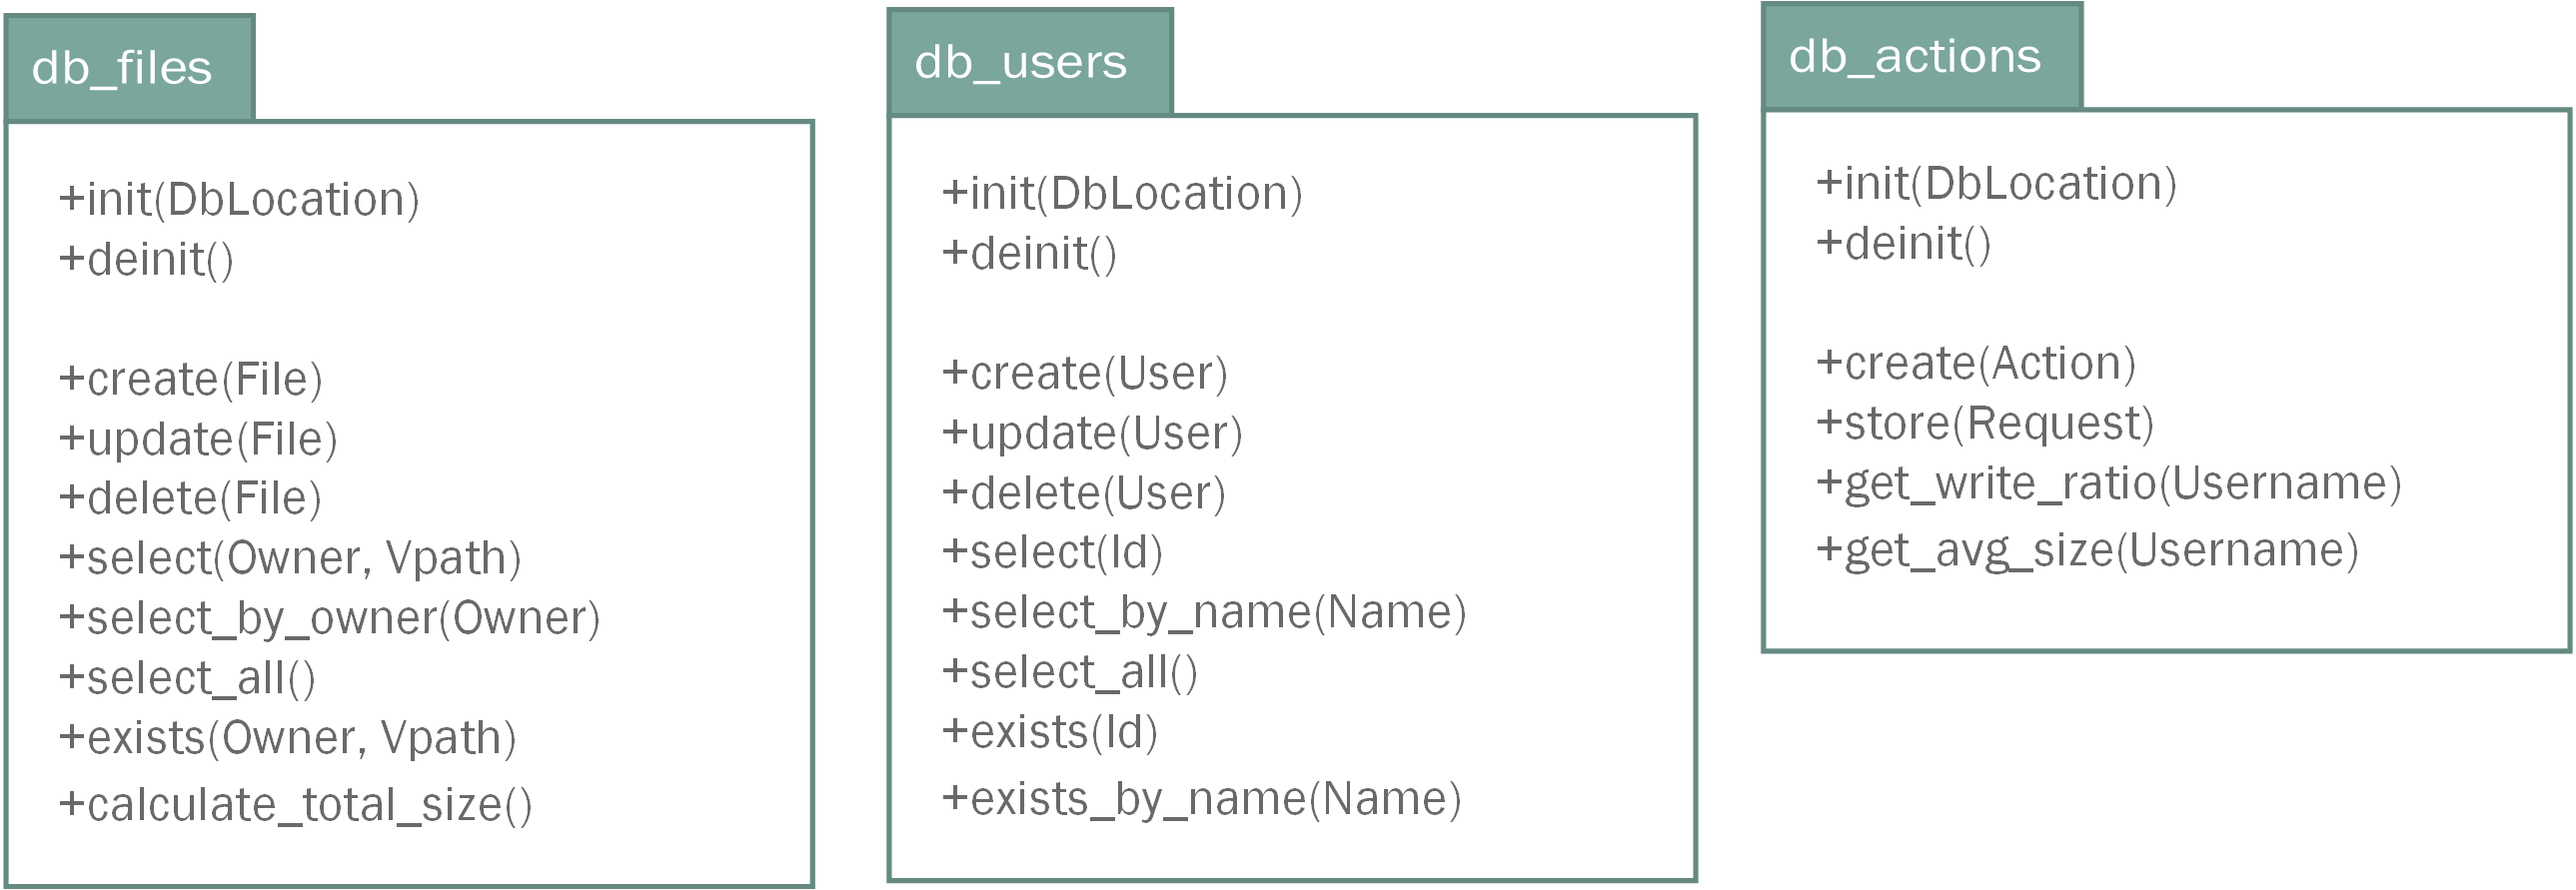 db_files
+init(DbLocation)
+deinit()
+create(File)
+update(File)
+delete(File)
+select(Owner, Vpath)
+select_by_owner(Owner)
+select_all()
+exists(Owner, Vpath)
+calculate_total_size()
db_users
+init(DbLocation)
+deinit()
+create(User)
+update(User)
+delete(User)
+select(Id)
+select_by_name(Name)
+select_all()
+exists(Id)
+exists_by_name(Name)
db_actions
+init(DbLocation)
+deinit()
+create(Action)
+store(Request)
+get_write_ratio(Username)
+get_avg_size(Username)